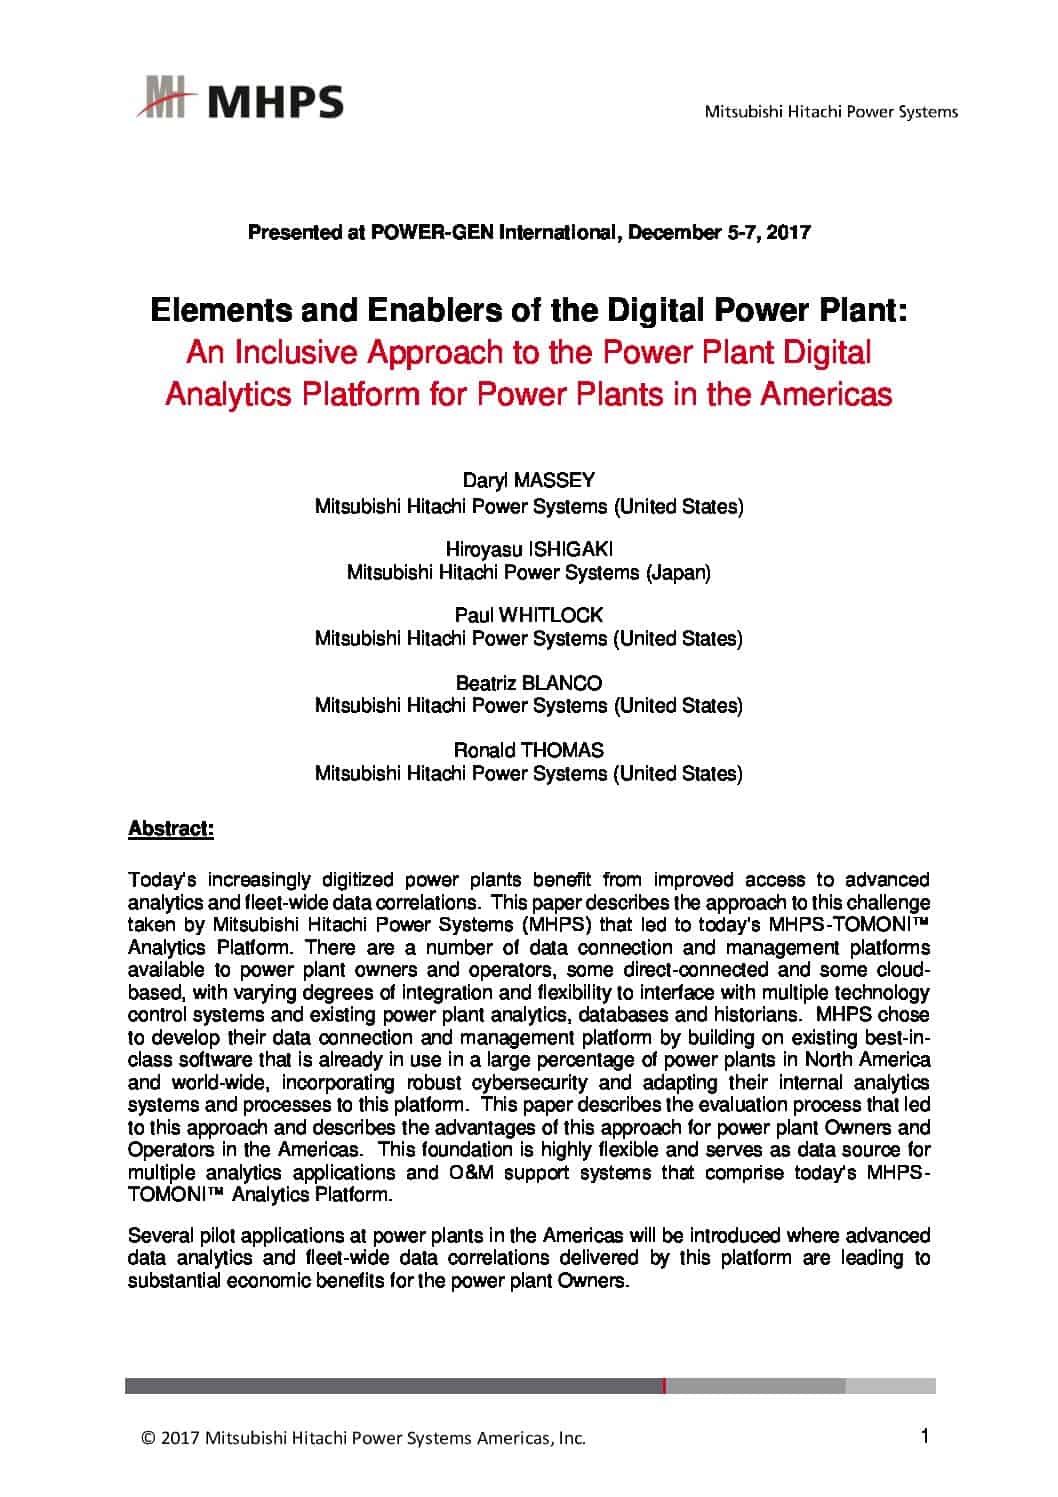 MHPS
Mitsubishi Hitachi Power Systems
Presented at POWER-GEN International, December 5-7, 2017
Elements and Enablers of the Digital Power Plant:
An Inclusive Approach to the Power Plant Digital
Analytics Platform for Power Plants in the Americas
Daryl MASSEY
Mitsubishi Hitachi Power Systems (United States)
Hiroyasu ISHIGAKI
Mitsubishi Hitachi Power Systems (Japan)
Paul WHITLOCK
Mitsubishi Hitachi Power Systems (United States)
Beatriz BLANCO
Mitsubishi Hitachi Power Systems (United States)
Ronald THOMAS
Mitsubishi Hitachi Power Systems (United States)
Abstract:
Today's increasingly digitized power plants benefit from improved access to advanced
analytics and fleet-wide data correlations. This paper describes the approach to this challenge
taken by Mitsubishi Hitachi Power Systems (MHPS) that led to today's MHPS-TOMONI™
Analytics Platform. There are a number of data connection and management platforms
available to power plant owners and operators, some direct-connected and some cloud-
based, with varying degrees of integration and flexibility to interface with multiple technology
control systems and existing power plant analytics, databases and historians. MHPS chose
to develop their data connection and management platform by building on existing best-in-
class software that is already in use in a large percentage of power plants in North America
and world-wide, incorporating robust cybersecurity and adapting their internal analytics
systems and processes to this platform. This paper describes the evaluation process that led
to this approach and describes the advantages of this approach for power plant Owners and
Operators in the Americas. This foundation is highly flexible and serves as data source for
multiple analytics applications and O&M support systems that comprise today's MHPS-
TOMONI™ Analytics Platform.
Several pilot applications at power plants in the Americas will be introduced where advanced
data analytics and fleet-wide data correlations delivered by this platform are leading to
substantial economic benefits for the power plant Owners.
© 2017 Mitsubishi Hitachi Power Systems Americas, Inc.
1